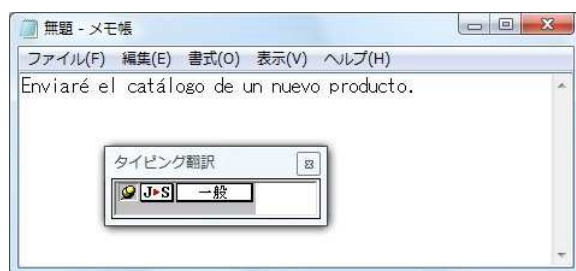 無題 - メモ帳
ファイル(F) 編集(E) 書式(O) 表示(V) ヘルプ(H)
Enviaré el catálogo de un nuevo producto.
タイピング翻訳
J▸S 一般